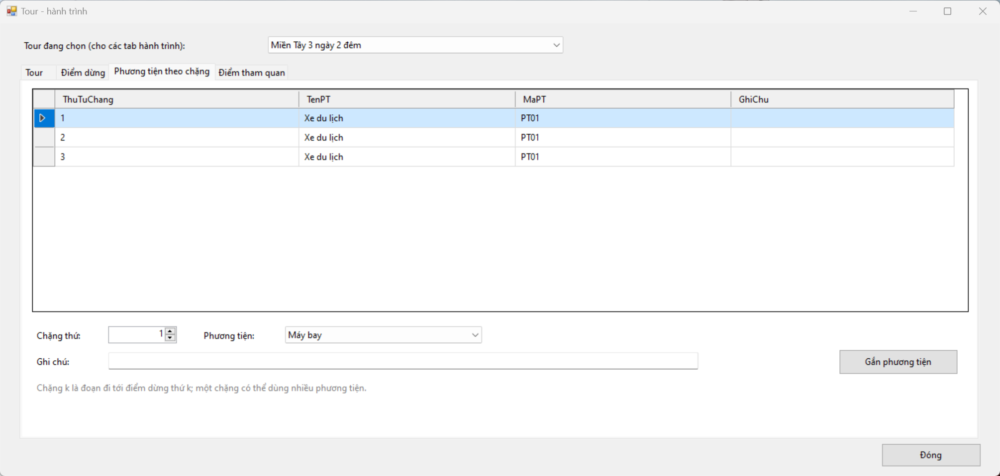 Tour - hành trình
Tour đang chọn (cho các tab hành trình): Miền Tây 3 ngày 2 đêm
Tour Điểm dừng Phương tiện theo chặng Điểm tham quan
ThuTuChang TenPT MaPT GhiChu
1 Xe du lịch PT01
2 Xe du lịch PT01
3 Xe du lịch PT01
Chặng thứ: 1 Phương tiện: Máy bay
Ghi chú: Gắn phương tiện
Chặng k là đoạn đi tới điểm dừng thứ k; một chặng có thể dùng nhiều phương tiện.
Đóng